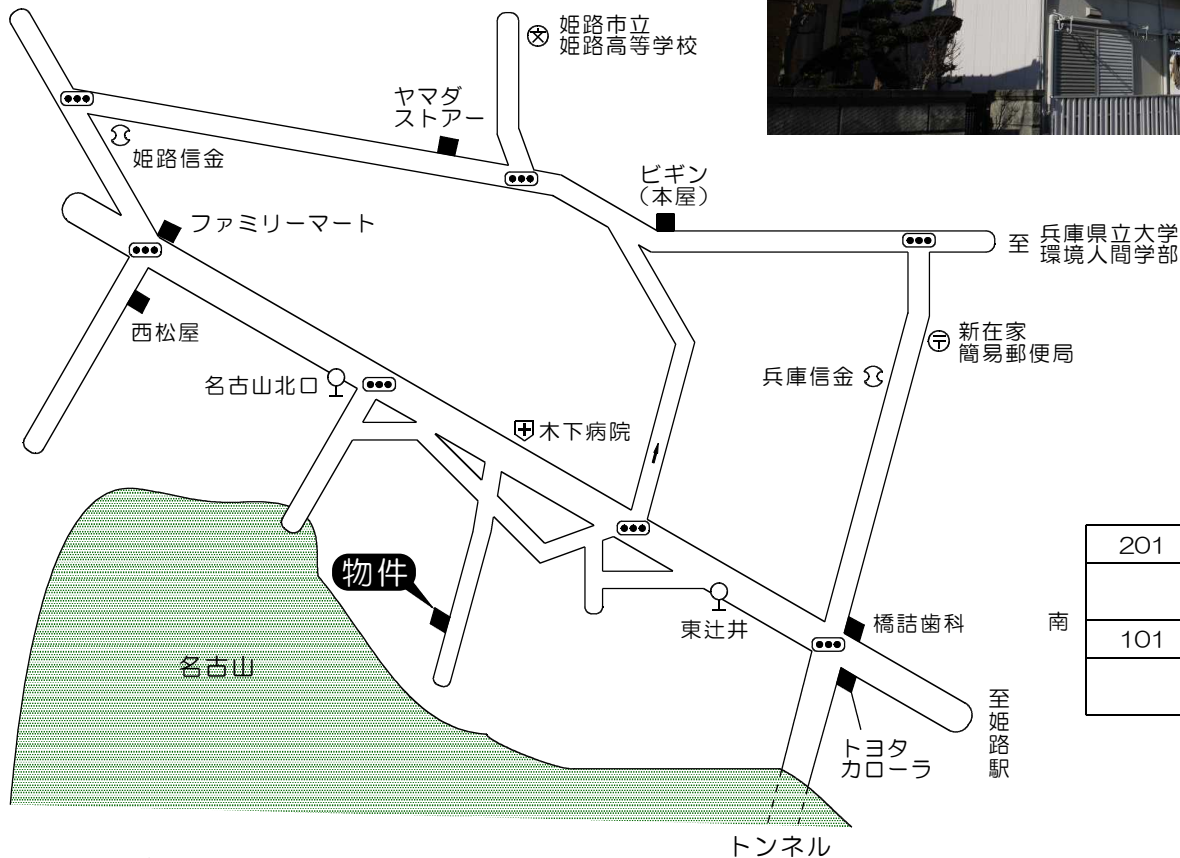 姫路市立
姫路高等学校
ヤマダ
ストアー
姫路信金
ビギン
（本屋）
ファミリーマート
至 兵庫県立大学
環境人間学部
西松屋
新在家
簡易郵便局
名古山北口
兵庫信金
木下病院
物件
201
南
101
東辻井
橋詰歯科
名古山
至姫路駅
トヨタ
カローラ
トンネル